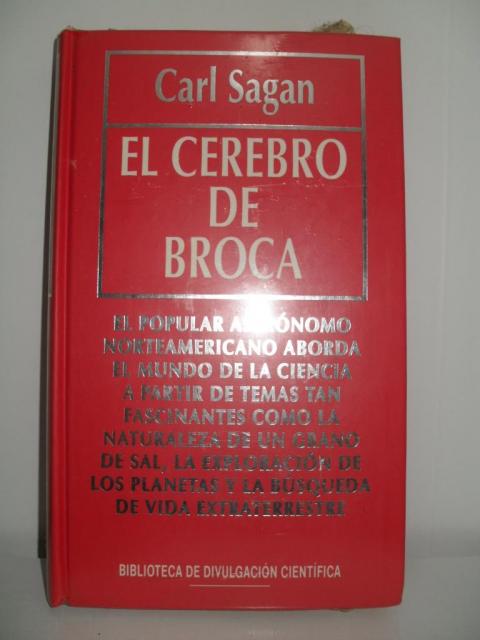 Carl Sagan
EL CEREBRO
DE
BROCA
EL POPULAR ASTRÓNOMO
NORTEAMERICANO ABORDA
EL MUNDO DE LA CIENCIA
A PARTIR DE TEMAS TAN
FASCINANTES COMO LA
NATURALEZA DE UN GRANO
DE SAL, LA EXPLORACIÓN DE
LOS PLANETAS Y LA BÚSQUEDA
DE VIDA EXTRATERRESTRE
BIBLIOTECA DE DIVULGACIÓN CIENTÍFICA